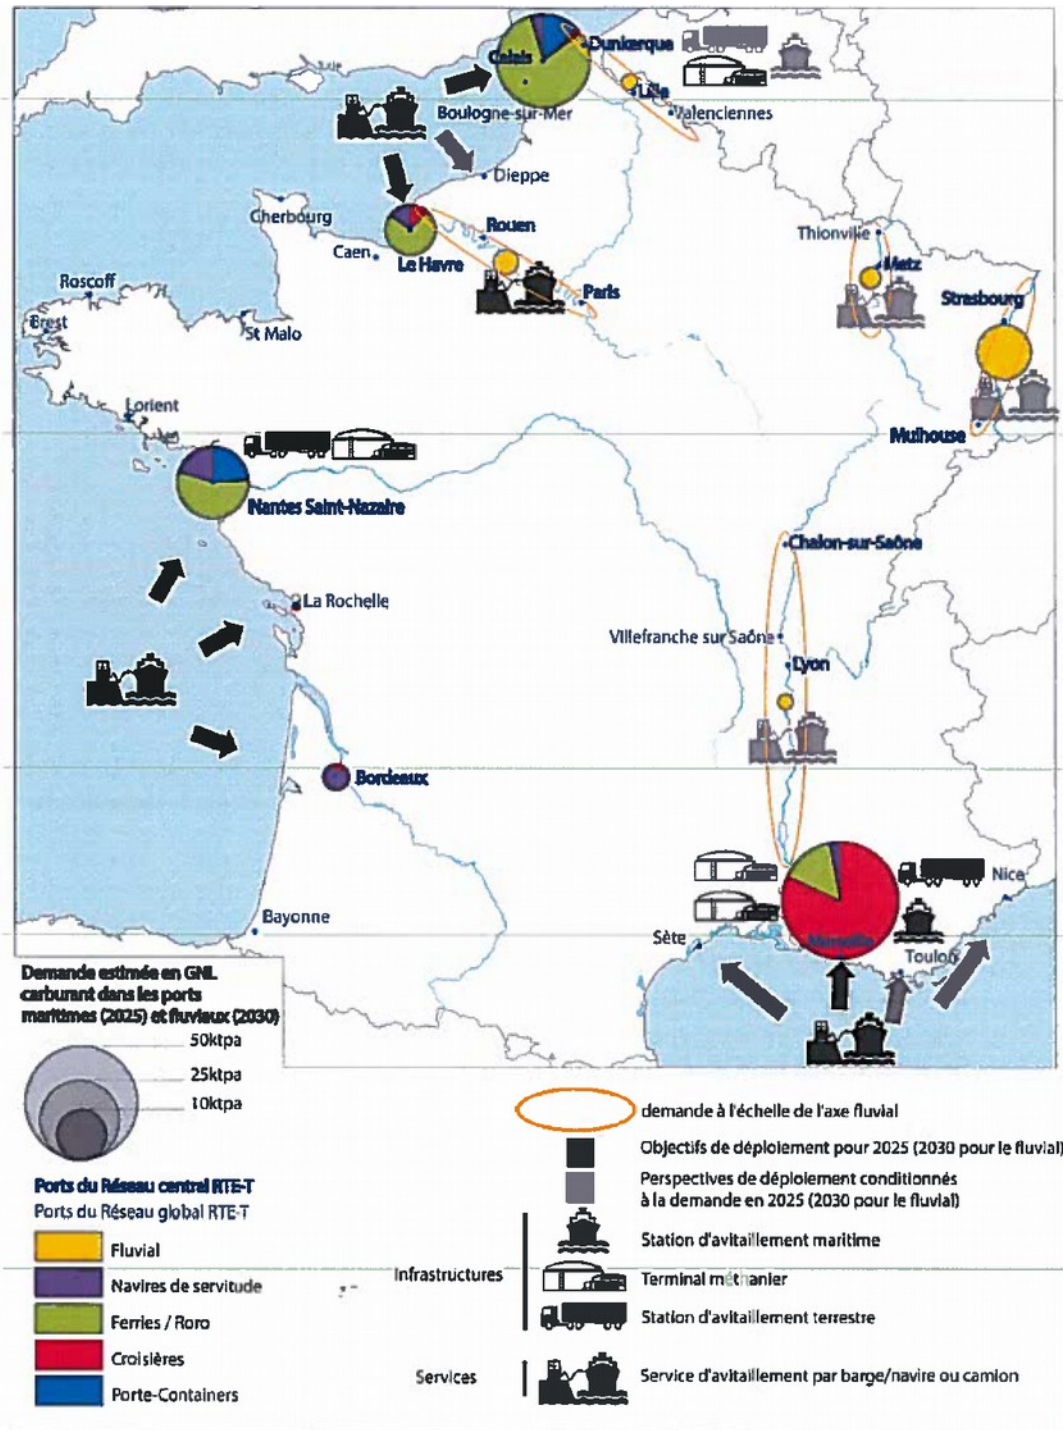 Dunkerque
Calais
Lille
Boulogne-sur-Mer
Valenciennes
Dieppe
Cherbourg
Rouen
Thionville
Caen
Le Havre
Metz
Roscoff
Paris
Strasbourg
Brest
St Malo
Lorient
Mulhouse
Nantes Saint-Nazaire
Chalon-sur-Saône
La Rochelle
Villefranche sur Saône
Lyon
Bordeaux
Nice
Bayonne
Sète
Marseille
Toulon
Demande estimée en GNL
carburant dans les ports
maritimes (2025) et fluviaux (2030)
50ktpa
25ktpa
10ktpa
demande à l'échelle de l'axe fluvial
Objectifs de déploiement pour 2025 (2030 pour le fluvial)
Perspectives de déploiement conditionnés
à la demande en 2025 (2030 pour le fluvial)
Ports du Réseau central RTE-T
Ports du Réseau global RTE-T
Fluvial
Navires de servitude
Ferries / Roro
Croisières
Porte-Containers
Infrastructures
Station d'avitaillement maritime
Terminal méthanier
Station d'avitaillement terrestre
Services
Service d'avitaillement par barge/navire ou camion